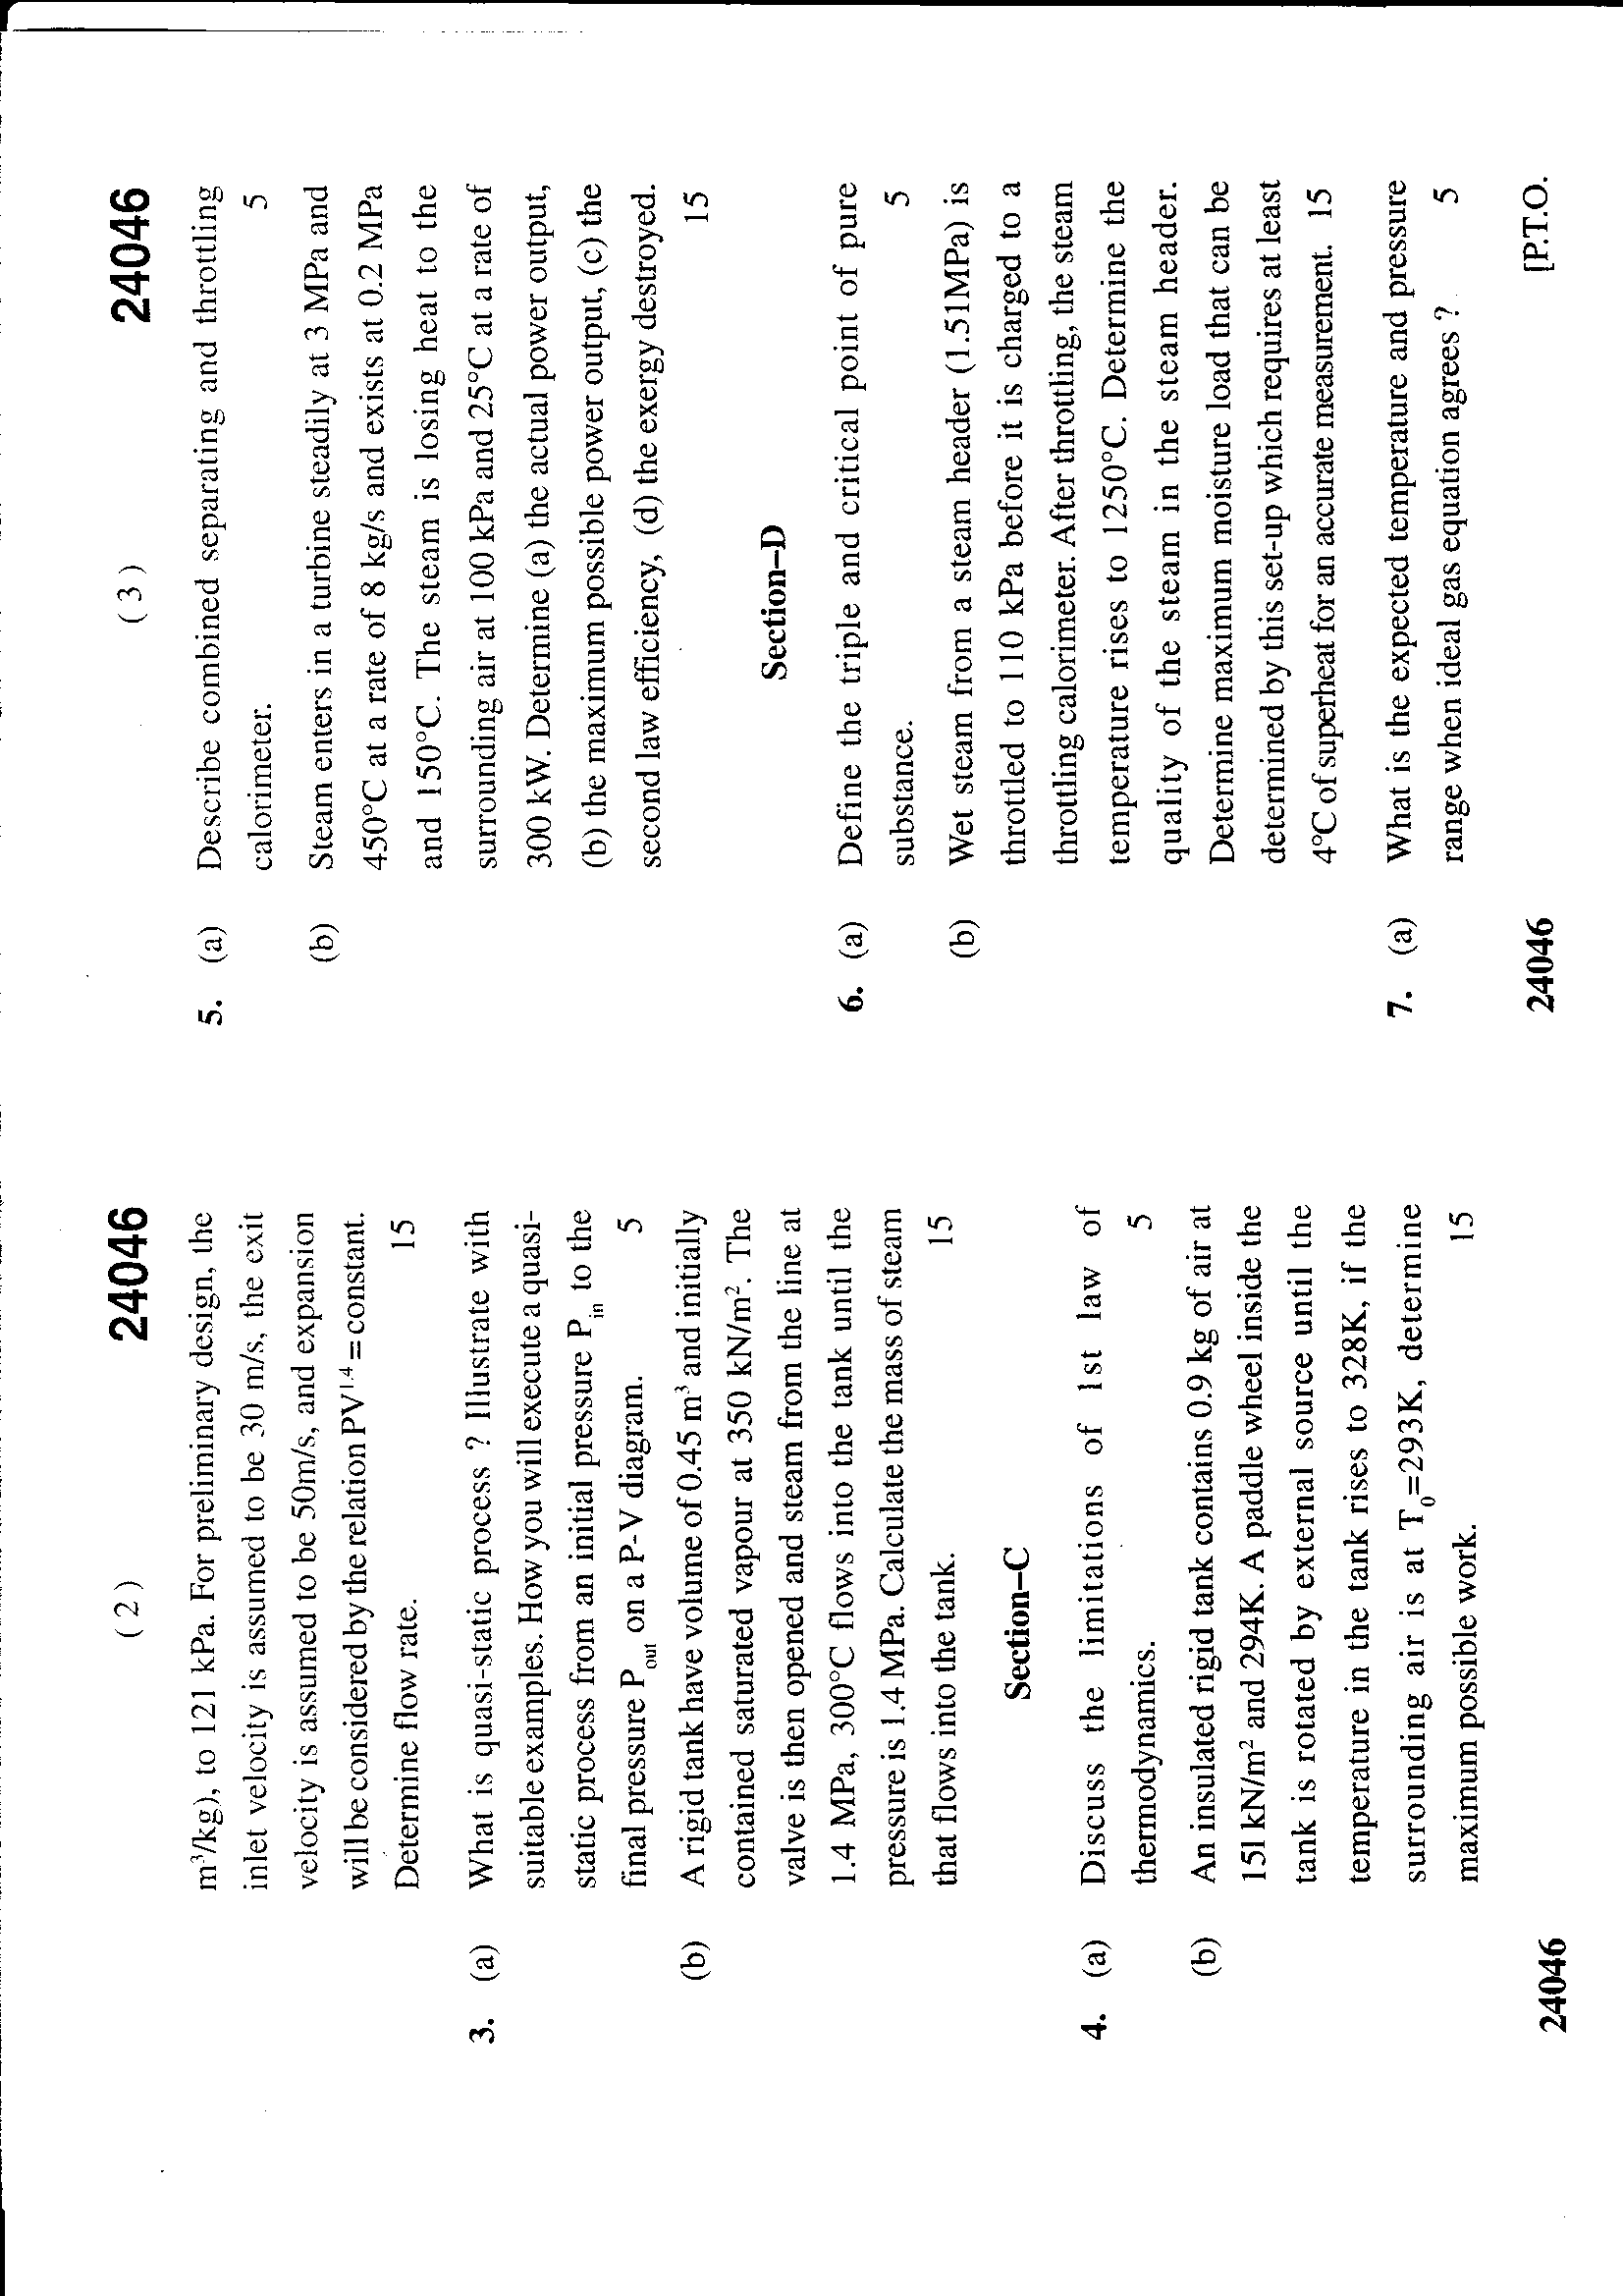 ( 2 ) 24046
m³/kg), to 121 kPa. For preliminary design, the
inlet velocity is assumed to be 30 m/s, the exit
velocity is assumed to be 50m/s, and expansion
will be considered by the relation PV¹·⁴ = constant.
Determine flow rate. 15
3. (a) What is quasi-static process ? Illustrate with
suitable examples. How you will execute a quasi-
static process from an initial pressure Pin to the
final pressure Pout on a P-V diagram. 5
(b) A rigid tank have volume of 0.45 m³ and initially
contained saturated vapour at 350 kN/m². The
valve is then opened and steam from the line at
1.4 MPa, 300°C flows into the tank until the
pressure is 1.4 MPa. Calculate the mass of steam
that flows into the tank. 15
Section–C
4. (a) Discuss the limitations of 1st law of
thermodynamics. 5
(b) An insulated rigid tank contains 0.9 kg of air at
151 kN/m² and 294K. A paddle wheel inside the
tank is rotated by external source until the
temperature in the tank rises to 328K, if the
surrounding air is at T₀=293K, determine
maximum possible work. 15
24046
( 3 ) 24046
5. (a) Describe combined separating and throttling
calorimeter. 5
(b) Steam enters in a turbine steadily at 3 MPa and
450°C at a rate of 8 kg/s and exists at 0.2 MPa
and 150°C. The steam is losing heat to the
surrounding air at 100 kPa and 25°C at a rate of
300 kW. Determine (a) the actual power output,
(b) the maximum possible power output, (c) the
second law efficiency, (d) the exergy destroyed.
15
Section–D
6. (a) Define the triple and critical point of pure
substance. 5
(b) Wet steam from a steam header (1.51MPa) is
throttled to 110 kPa before it is charged to a
throttling calorimeter. After throttling, the steam
temperature rises to 1250°C. Determine the
quality of the steam in the steam header.
Determine maximum moisture load that can be
determined by this set-up which requires at least
4°C of superheat for an accurate measurement. 15
7. (a) What is the expected temperature and pressure
range when ideal gas equation agrees ? 5
24046 [P.T.O.